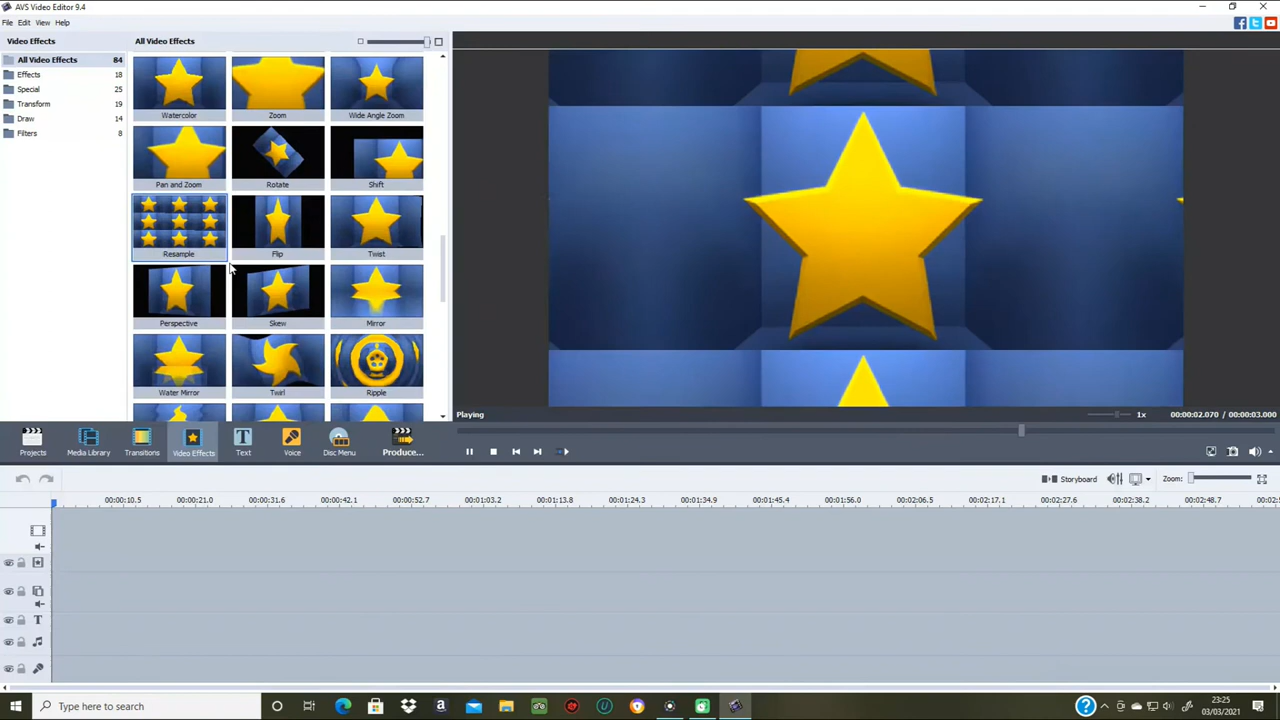 AVS Video Editor 9.4
File Edit View Help
Video Effects
All Video Effects
All Video Effects 84
Effects 18
Special 25
Transform 19
Draw 14
Filters 8
Watercolor Zoom Wide Angle Zoom
Pan and Zoom Rotate Shift
Resample Flip Twist
Perspective Skew Mirror
Water Mirror Twirl Ripple
Playing 1x 00:00:02.070 / 00:00:03.000
Projects Media Library Transitions Video Effects Text Voice Disc Menu Produce...
Storyboard Zoom:
00:00:10.5 00:00:21.0 00:00:31.6 00:00:42.1 00:00:52.7 00:01:03.2 00:01:13.8 00:01:24.3 00:01:34.9 00:01:45.4 00:01:56.0 00:02:06.5 00:02:17.1 00:02:27.6 00:02:38.2 00:02:48.7
T
Type here to search
23:25
03/03/2021